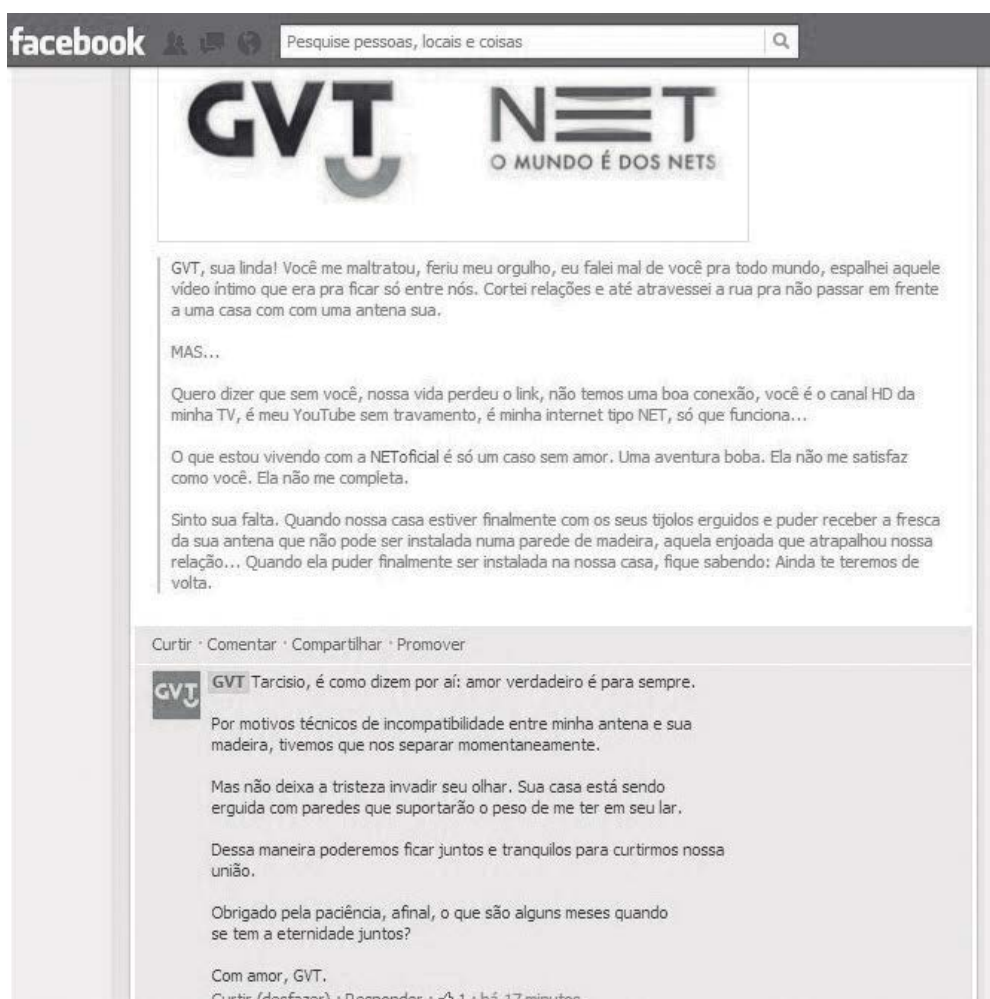 facebook
Pesquise pessoas, locais e coisas
GVT
NET
O MUNDO É DOS NETS
GVT, sua linda! Você me maltratou, feriu meu orgulho, eu falei mal de você pra todo mundo, espalhei aquele
vídeo íntimo que era pra ficar só entre nós. Cortei relações e até atravessei a rua pra não passar em frente
a uma casa com com uma antena sua.
MAS...
Quero dizer que sem você, nossa vida perdeu o link, não temos uma boa conexão, você é o canal HD da
minha TV, é meu YouTube sem travamento, é minha internet tipo NET, só que funciona...
O que estou vivendo com a NEToficial é só um caso sem amor. Uma aventura boba. Ela não me satisfaz
como você. Ela não me completa.
Sinto sua falta. Quando nossa casa estiver finalmente com os seus tijolos erguidos e puder receber a fresca
da sua antena que não pode ser instalada numa parede de madeira, aquela enjoada que atrapalhou nossa
relação... Quando ela puder finalmente ser instalada na nossa casa, fique sabendo: Ainda te teremos de
volta.
Curtir · Comentar · Compartilhar · Promover
GVT
GVT Tarcisio, é como dizem por aí: amor verdadeiro é para sempre.
Por motivos técnicos de incompatibilidade entre minha antena e sua
madeira, tivemos que nos separar momentaneamente.
Mas não deixa a tristeza invadir seu olhar. Sua casa está sendo
erguida com paredes que suportarão o peso de me ter em seu lar.
Dessa maneira poderemos ficar juntos e tranquilos para curtirmos nossa
união.
Obrigado pela paciência, afinal, o que são alguns meses quando
se tem a eternidade juntos?
Com amor, GVT.
Curtir (desfazer) · Responder · 1 · há 17 minutos